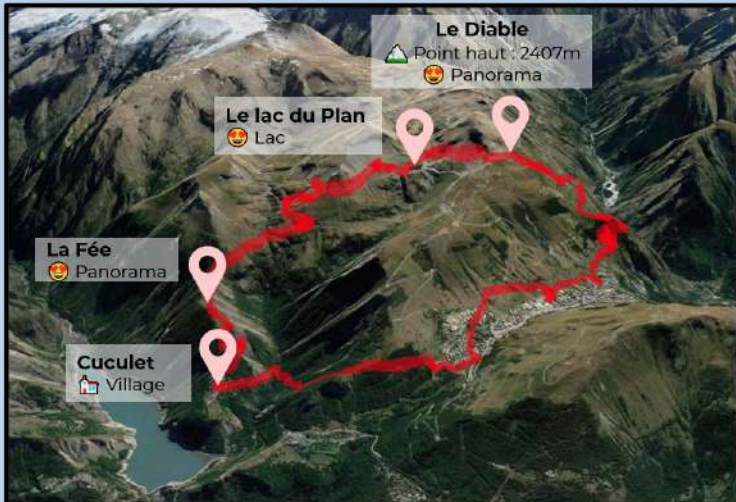 Le Diable
Point haut : 2407m
Panorama
Le lac du Plan
Lac
La Fée
Panorama
Cuculet
Village